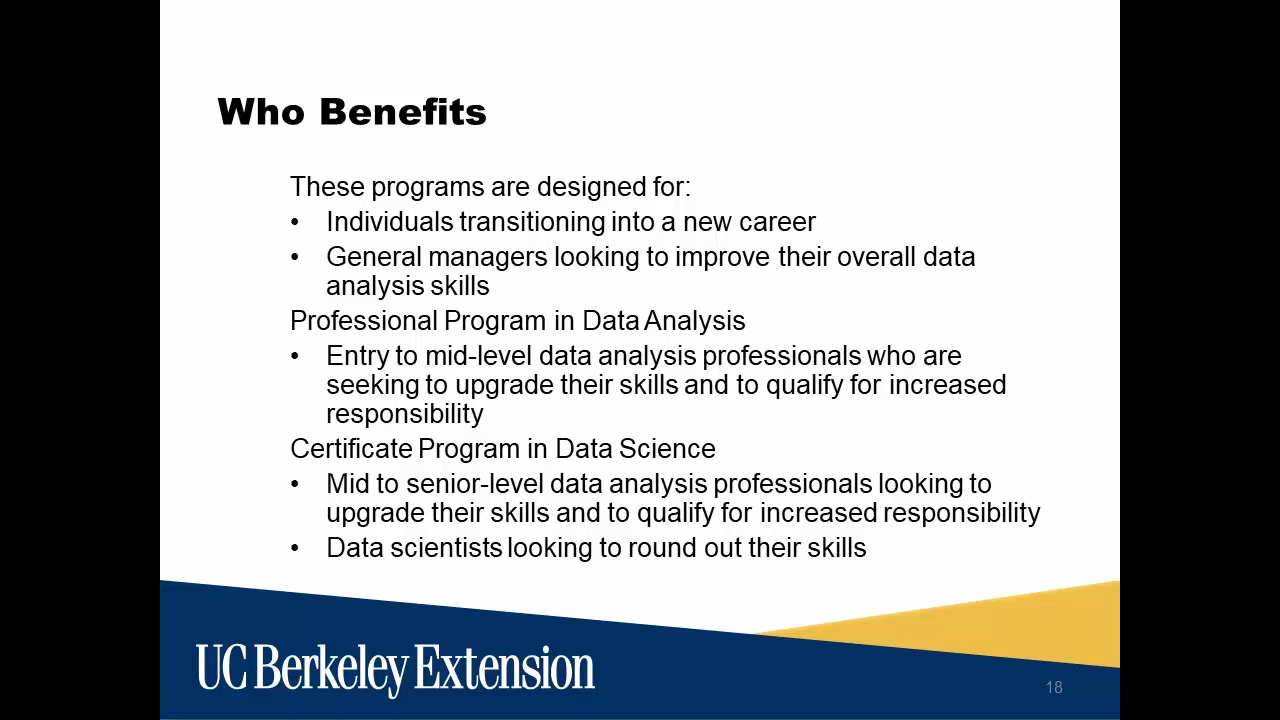 Who Benefits
These programs are designed for:
• Individuals transitioning into a new career
• General managers looking to improve their overall data
analysis skills
Professional Program in Data Analysis
• Entry to mid-level data analysis professionals who are
seeking to upgrade their skills and to qualify for increased
responsibility
Certificate Program in Data Science
• Mid to senior-level data analysis professionals looking to
upgrade their skills and to qualify for increased responsibility
• Data scientists looking to round out their skills
UC Berkeley Extension
18